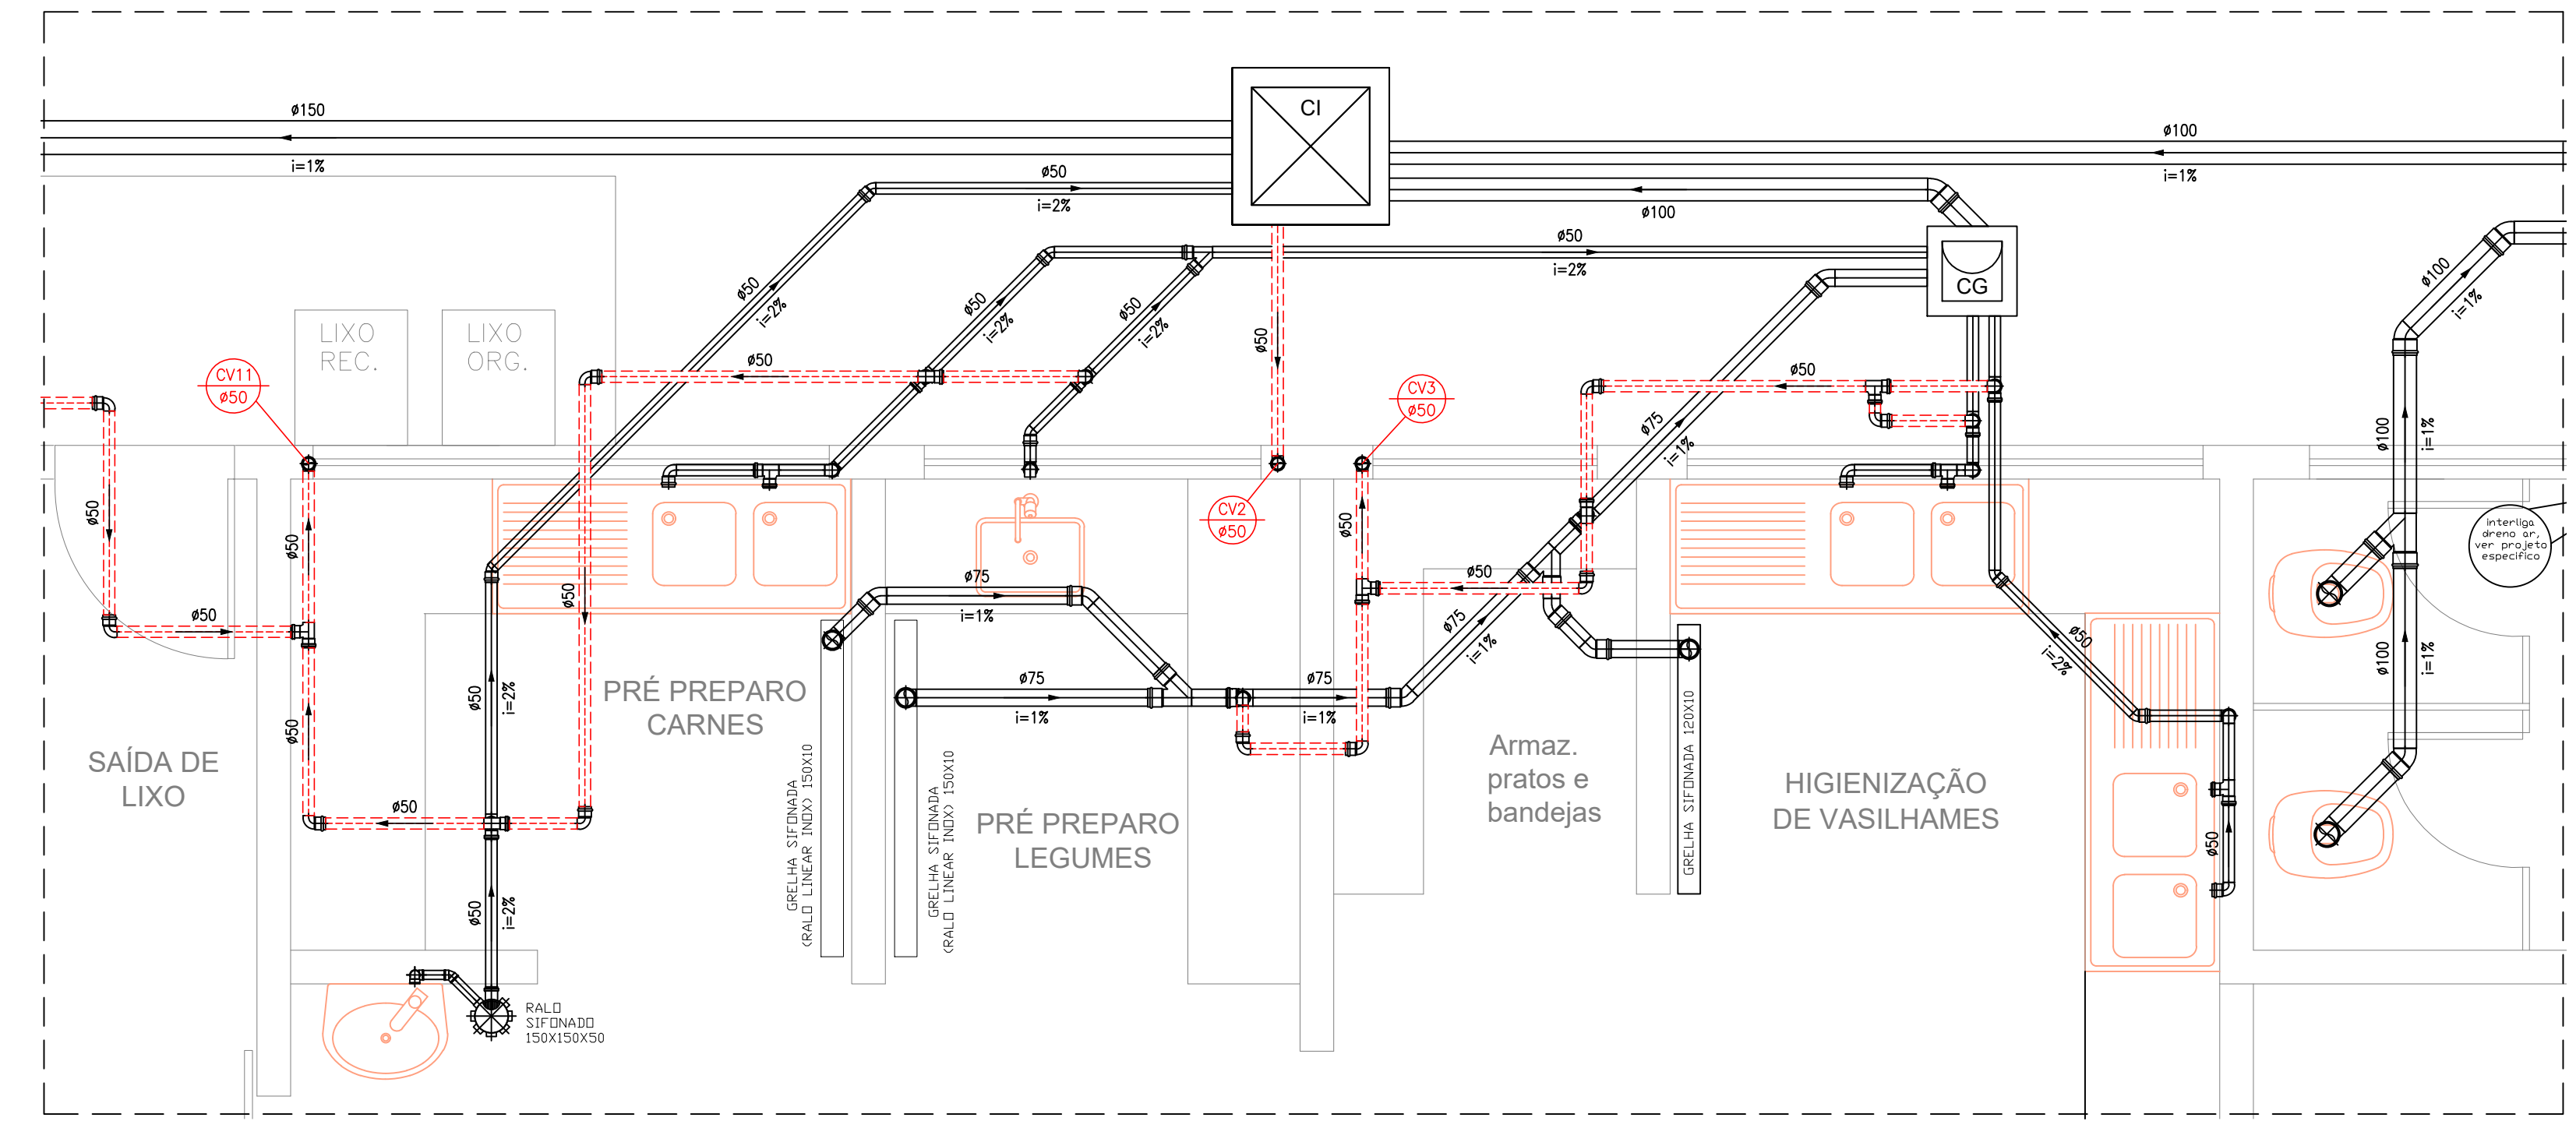 ø150
i=1%
CI
ø100
i=1%
ø50
i=2%
ø100
ø50
i=2%
CG
ø50
i=2%
ø50
i=2%
ø50
i=2%
ø50
ø100
i=1%
LIXO
REC.
LIXO
ORG.
CV11
ø50
ø50
CV3
ø50
ø50
ø75
i=1%
ø100
i=1%
ø50
ø50
CV2
ø50
ø50
interliga
dreno ar,
ver projeto
especifico
ø50
ø50
ø75
i=1%
ø50
ø75
i=1%
ø50
i=2%
ø50
ø50
ø50
i=2%
PRÉ PREPARO
CARNES
ø75
i=1%
ø75
i=1%
ø100
i=1%
SAÍDA DE
LIXO
ø50
GRELHA SIFONADA
(RALO LINEAR INOX) 150X10
GRELHA SIFONADA
(RALO LINEAR INOX) 150X10
PRÉ PREPARO
LEGUMES
Armaz.
pratos e
bandejas
GRELHA SIFONADA 120X10
HIGIENIZAÇÃO
DE VASILHAMES
ø50
ø50
i=2%
RALO
SIFONADO
150X150X50